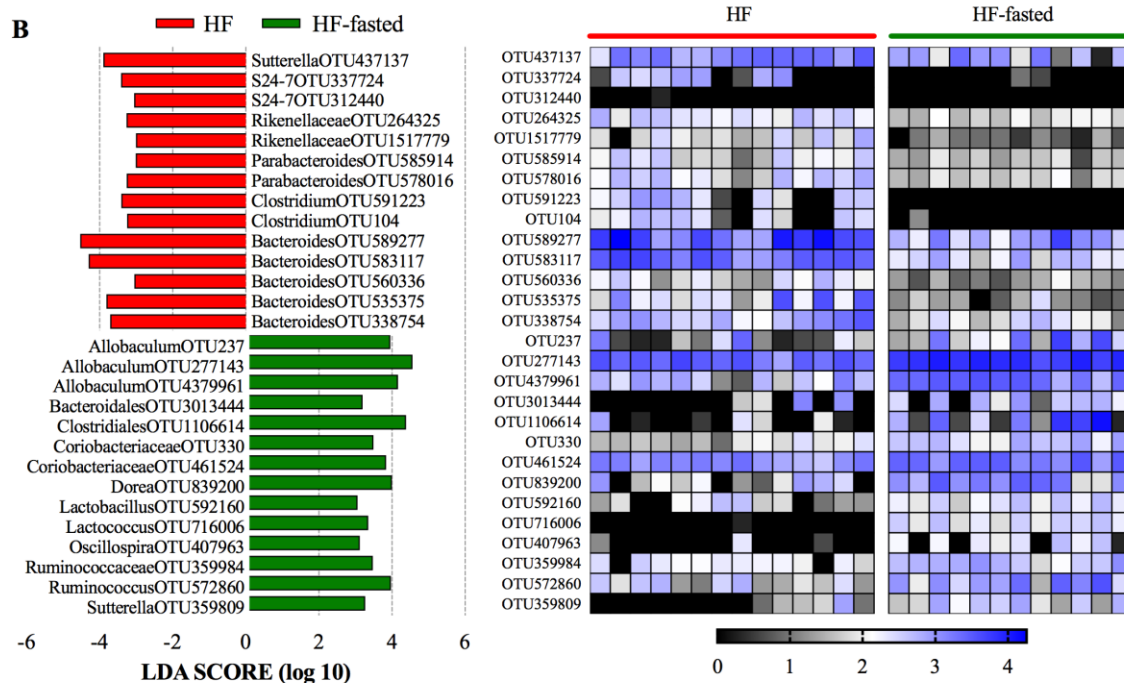 B
HF
HF-fasted
SutterellaOTU437137
S24-7OTU337724
S24-7OTU312440
RikenellaceaeOTU264325
RikenellaceaeOTU1517779
ParabacteroidesOTU585914
ParabacteroidesOTU578016
ClostridiumOTU591223
ClostridiumOTU104
BacteroidesOTU589277
BacteroidesOTU583117
BacteroidesOTU560336
BacteroidesOTU535375
BacteroidesOTU338754
AllobaculumOTU237
AllobaculumOTU277143
AllobaculumOTU4379961
BacteroidalesOTU3013444
ClostridialesOTU1106614
CoriobacteriaceaeOTU330
CoriobacteriaceaeOTU461524
DoreaOTU839200
LactobacillusOTU592160
LactococcusOTU716006
OscillospiraOTU407963
RuminococcaceaeOTU359984
RuminococcusOTU572860
SutterellaOTU359809
-6 -4 -2 0 2 4 6
LDA SCORE (log 10)
HF
HF-fasted
OTU437137
OTU337724
OTU312440
OTU264325
OTU1517779
OTU585914
OTU578016
OTU591223
OTU104
OTU589277
OTU583117
OTU560336
OTU535375
OTU338754
OTU237
OTU277143
OTU4379961
OTU3013444
OTU1106614
OTU330
OTU461524
OTU839200
OTU592160
OTU716006
OTU407963
OTU359984
OTU572860
OTU359809
0 1 2 3 4